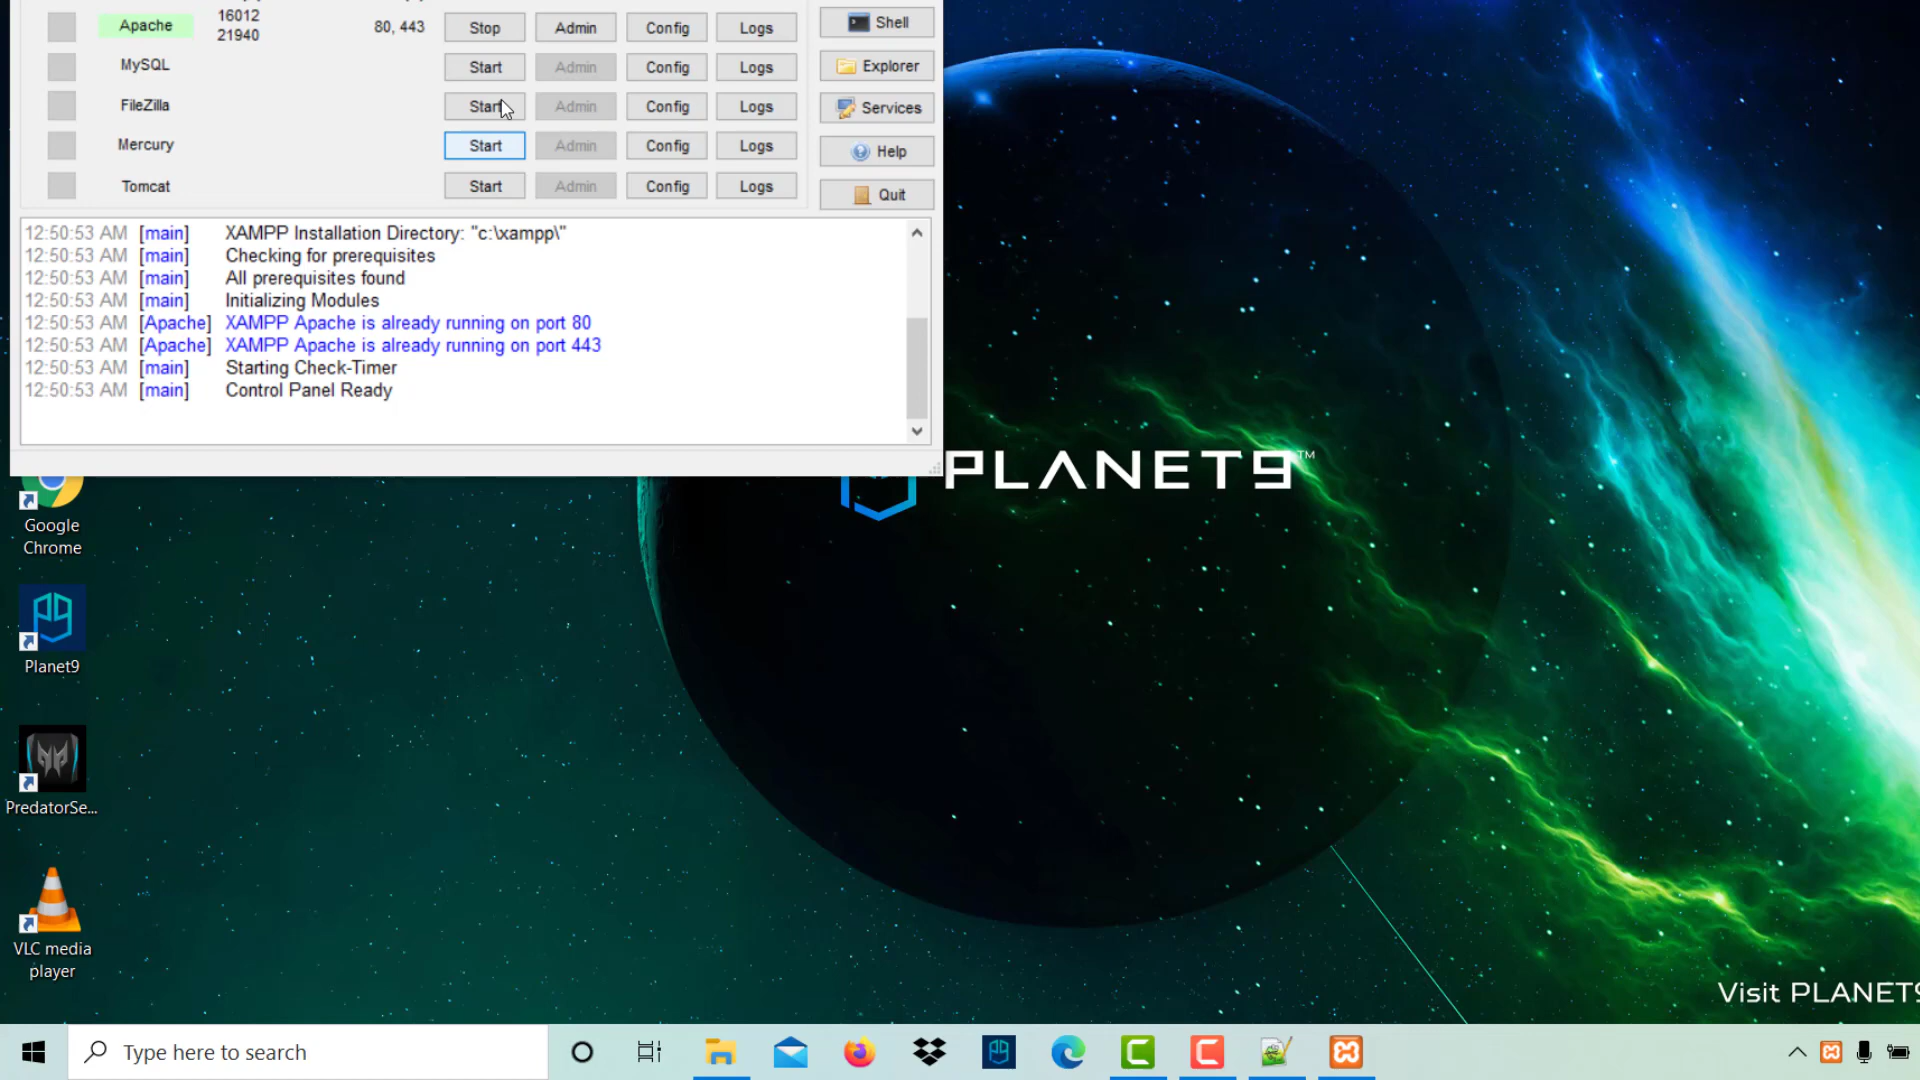 Apache 16012 21940 80, 443 Stop Admin Config Logs
MySQL Start Admin Config Logs
FileZilla Start Admin Config Logs
Mercury Start Admin Config Logs
Tomcat Start Admin Config Logs
Shell
Explorer
Services
Help
Quit
12:50:53 AM [main] XAMPP Installation Directory: "c:\xampp\"
12:50:53 AM [main] Checking for prerequisites
12:50:53 AM [main] All prerequisites found
12:50:53 AM [main] Initializing Modules
12:50:53 AM [Apache] XAMPP Apache is already running on port 80
12:50:53 AM [Apache] XAMPP Apache is already running on port 443
12:50:53 AM [main] Starting Check-Timer
12:50:53 AM [main] Control Panel Ready
PLANET9™
Google
Chrome
Planet9
PredatorSe...
VLC media
player
Visit PLANET9
Type here to search